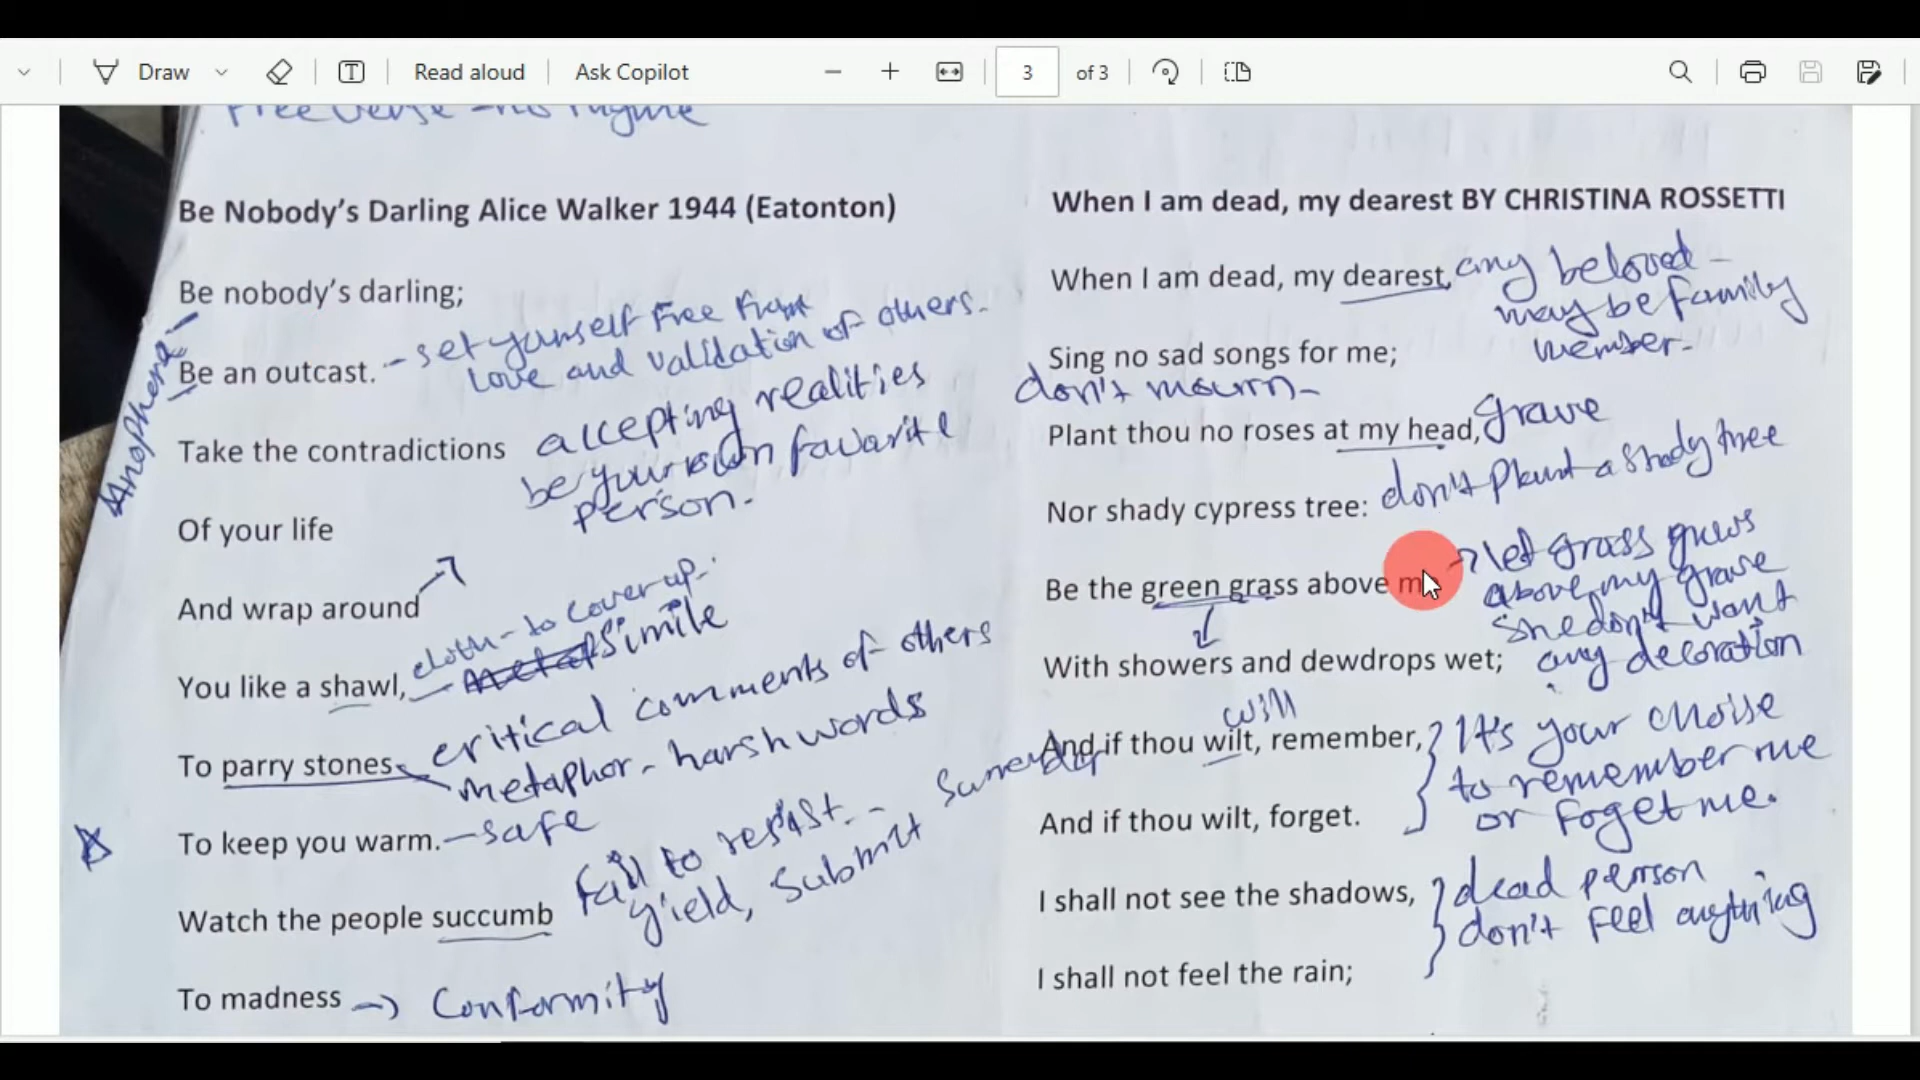 Draw
Read aloud
Ask Copilot
3
of 3
Free verse - no rhyme
Be Nobody's Darling Alice Walker 1944 (Eatonton)
Anaphora
Be nobody's darling;
Be an outcast. - set yourself free from
love and validation of others.
Take the contradictions accepting realities
be your own favorite
person.
Of your life
And wrap around
cloth - to cover up.
You like a shawl, simile
To parry stones critical comments of others
metaphor - harsh words
To keep you warm. - safe
Watch the people succumb fail to resist. - surrender
yield, submit
To madness → Conformity
When I am dead, my dearest BY CHRISTINA ROSSETTI
When I am dead, my dearest, any beloved -
may be family
member -
Sing no sad songs for me;
don't mourn -
Plant thou no roses at my head, grave
Nor shady cypress tree: don't plant a shady tree
Be the green grass above me → let grass grows
above my grave
she don't want
any decoration
With showers and dewdrops wet;
will
And if thou wilt, remember, It's your choise
to remember me
or foget me.
And if thou wilt, forget.
I shall not see the shadows, dead person
don't feel anything
I shall not feel the rain;